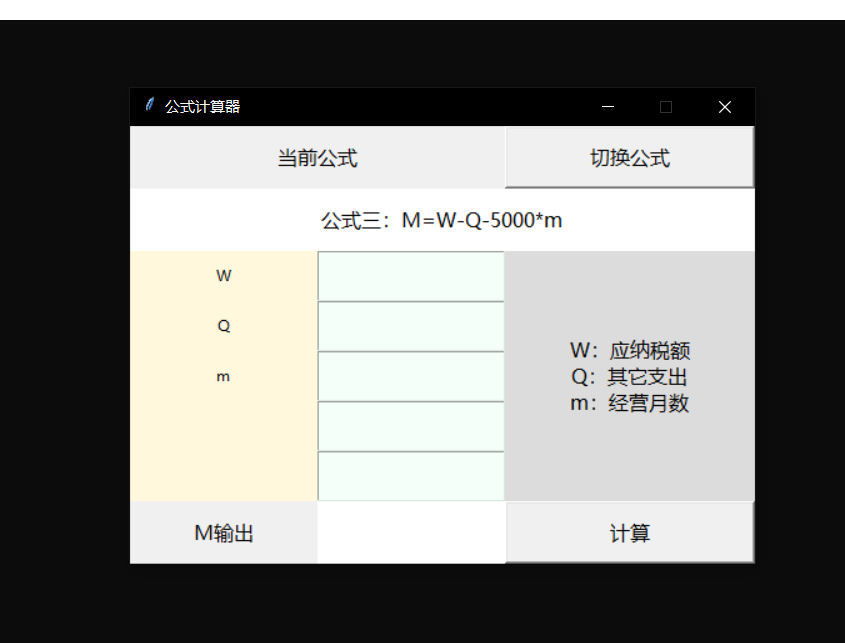 公式计算器
当前公式
切换公式
公式三：M=W-Q-5000*m
W
Q
m
W：应纳税额
Q：其它支出
m：经营月数
M输出
计算